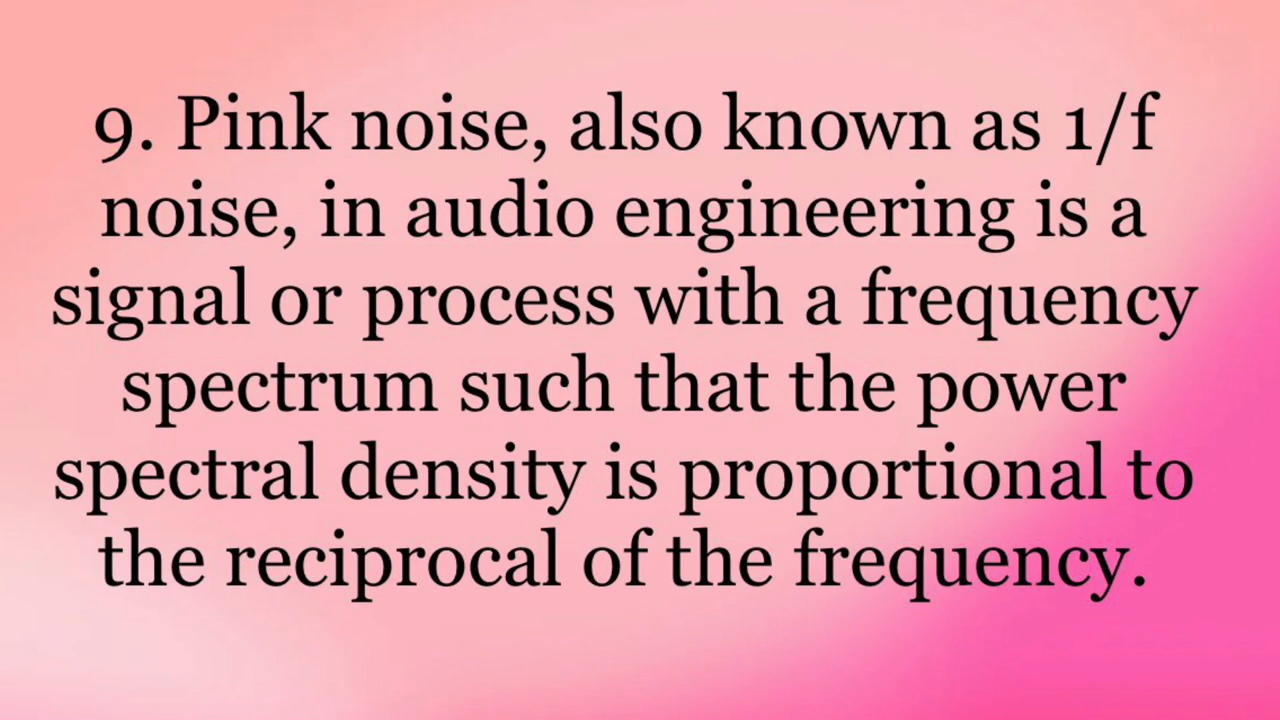 9. Pink noise, also known as 1/f
noise, in audio engineering is a
signal or process with a frequency
spectrum such that the power
spectral density is proportional to
the reciprocal of the frequency.